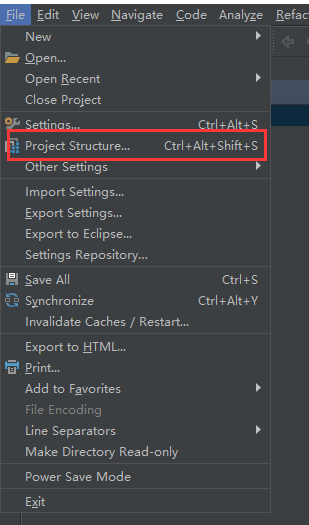 File Edit View Navigate Code Analyze Refact
New
Open...
Open Recent
Close Project
Settings... Ctrl+Alt+S
Project Structure... Ctrl+Alt+Shift+S
Other Settings
Import Settings...
Export Settings...
Export to Eclipse...
Settings Repository...
Save All Ctrl+S
Synchronize Ctrl+Alt+Y
Invalidate Caches / Restart...
Export to HTML...
Print...
Add to Favorites
File Encoding
Line Separators
Make Directory Read-only
Power Save Mode
Exit